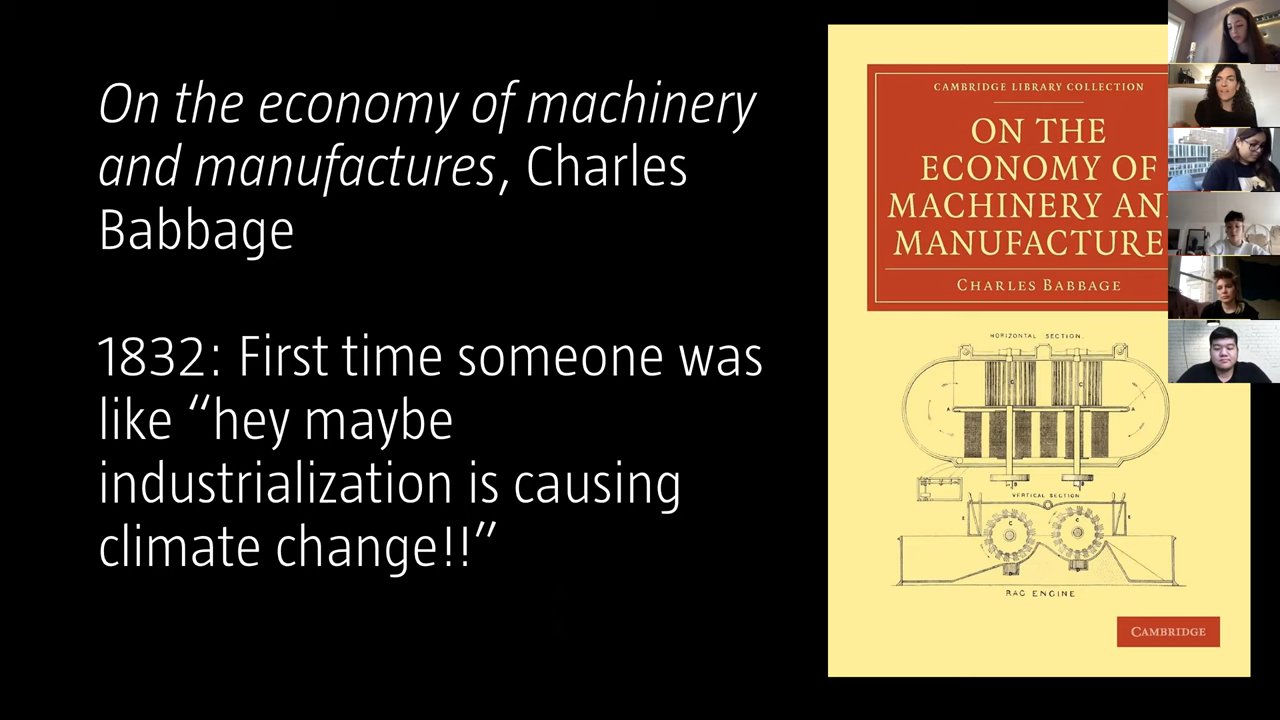 On the economy of machinery
and manufactures, Charles
Babbage
1832: First time someone was
like “hey maybe
industrialization is causing
climate change!!”
CAMBRIDGE LIBRARY COLLECTION
ON THE
ECONOMY OF
MACHINERY AN
MANUFACTURE
CHARLES BABBAGE
HORIZONTAL SECTION.
VERTICAL SECTION
RAG ENGINE
CAMBRIDGE